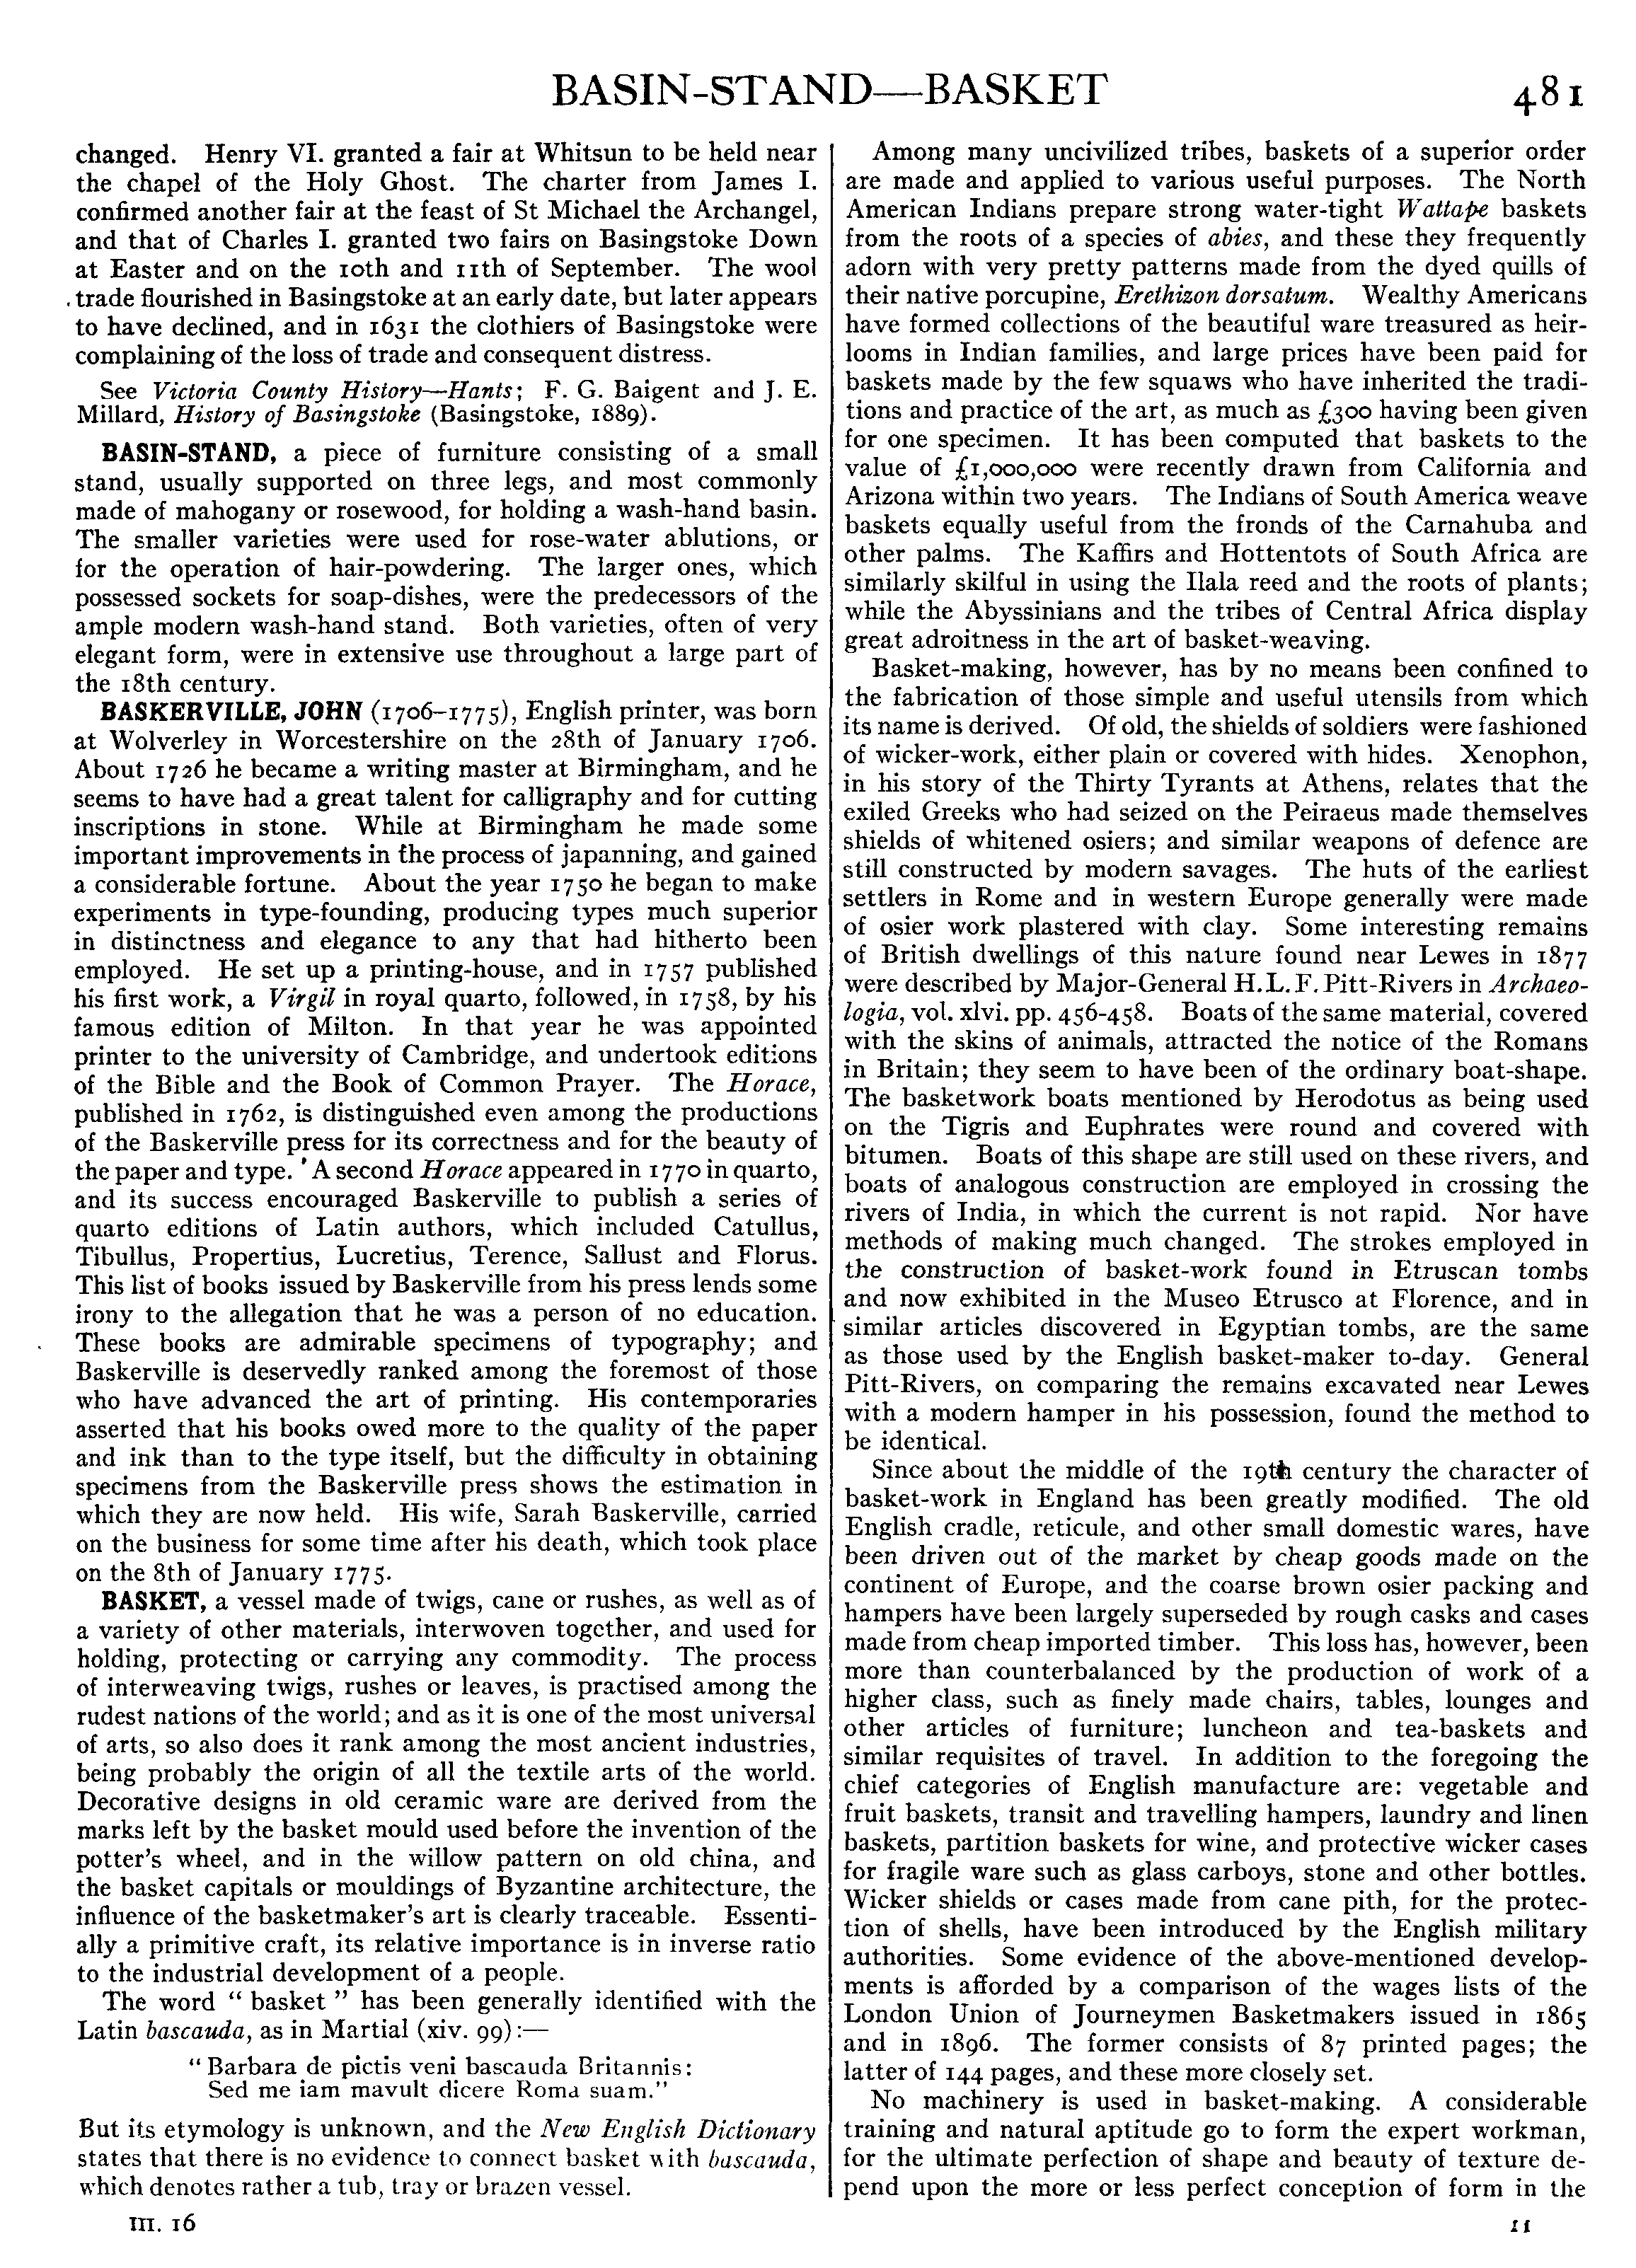 BASIN-STAND—BASKET
481
changed. Henry VI. granted a fair at Whitsun to be held near
the chapel of the Holy Ghost. The charter from James I.
confirmed another fair at the feast of St Michael the Archangel,
and that of Charles I. granted two fairs on Basingstoke Down
at Easter and on the 10th and 11th of September. The wool
trade flourished in Basingstoke at an early date, but later appears
to have declined, and in 1631 the clothiers of Basingstoke were
complaining of the loss of trade and consequent distress.
See Victoria County History—Hants; F. G. Baigent and J. E.
Millard, History of Basingstoke (Basingstoke, 1889).
BASIN-STAND, a piece of furniture consisting of a small
stand, usually supported on three legs, and most commonly
made of mahogany or rosewood, for holding a wash-hand basin.
The smaller varieties were used for rose-water ablutions, or
for the operation of hair-powdering. The larger ones, which
possessed sockets for soap-dishes, were the predecessors of the
ample modern wash-hand stand. Both varieties, often of very
elegant form, were in extensive use throughout a large part of
the 18th century.
BASKERVILLE, JOHN (1706–1775), English printer, was born
at Wolverley in Worcestershire on the 28th of January 1706.
About 1726 he became a writing master at Birmingham, and he
seems to have had a great talent for calligraphy and for cutting
inscriptions in stone. While at Birmingham he made some
important improvements in the process of japanning, and gained
a considerable fortune. About the year 1750 he began to make
experiments in type-founding, producing types much superior
in distinctness and elegance to any that had hitherto been
employed. He set up a printing-house, and in 1757 published
his first work, a Virgil in royal quarto, followed, in 1758, by his
famous edition of Milton. In that year he was appointed
printer to the university of Cambridge, and undertook editions
of the Bible and the Book of Common Prayer. The Horace,
published in 1762, is distinguished even among the productions
of the Baskerville press for its correctness and for the beauty of
the paper and type. A second Horace appeared in 1770 in quarto,
and its success encouraged Baskerville to publish a series of
quarto editions of Latin authors, which included Catullus,
Tibullus, Propertius, Lucretius, Terence, Sallust and Florus.
This list of books issued by Baskerville from his press lends some
irony to the allegation that he was a person of no education.
These books are admirable specimens of typography; and
Baskerville is deservedly ranked among the foremost of those
who have advanced the art of printing. His contemporaries
asserted that his books owed more to the quality of the paper
and ink than to the type itself, but the difficulty in obtaining
specimens from the Baskerville press shows the estimation in
which they are now held. His wife, Sarah Baskerville, carried
on the business for some time after his death, which took place
on the 8th of January 1775.
BASKET, a vessel made of twigs, cane or rushes, as well as of
a variety of other materials, interwoven together, and used for
holding, protecting or carrying any commodity. The process
of interweaving twigs, rushes or leaves, is practised among the
rudest nations of the world; and as it is one of the most universal
of arts, so also does it rank among the most ancient industries,
being probably the origin of all the textile arts of the world.
Decorative designs in old ceramic ware are derived from the
marks left by the basket mould used before the invention of the
potter's wheel, and in the willow pattern on old china, and
the basket capitals or mouldings of Byzantine architecture, the
influence of the basketmaker's art is clearly traceable. Essenti-
ally a primitive craft, its relative importance is in inverse ratio
to the industrial development of a people.
The word " basket " has been generally identified with the
Latin bascauda, as in Martial (xiv. 99):—
" Barbara de pictis veni bascauda Britannis:
Sed me iam mavult dicere Roma suam."
But its etymology is unknown, and the New English Dictionary
states that there is no evidence to connect basket with bascauda,
which denotes rather a tub, tray or brazen vessel.
III. 16
Among many uncivilized tribes, baskets of a superior order
are made and applied to various useful purposes. The North
American Indians prepare strong water-tight Wattape baskets
from the roots of a species of abies, and these they frequently
adorn with very pretty patterns made from the dyed quills of
their native porcupine, Erethizon dorsatum. Wealthy Americans
have formed collections of the beautiful ware treasured as heir-
looms in Indian families, and large prices have been paid for
baskets made by the few squaws who have inherited the tradi-
tions and practice of the art, as much as £300 having been given
for one specimen. It has been computed that baskets to the
value of £1,000,000 were recently drawn from California and
Arizona within two years. The Indians of South America weave
baskets equally useful from the fronds of the Carnahuba and
other palms. The Kaffirs and Hottentots of South Africa are
similarly skilful in using the Ilala reed and the roots of plants;
while the Abyssinians and the tribes of Central Africa display
great adroitness in the art of basket-weaving.
Basket-making, however, has by no means been confined to
the fabrication of those simple and useful utensils from which
its name is derived. Of old, the shields of soldiers were fashioned
of wicker-work, either plain or covered with hides. Xenophon,
in his story of the Thirty Tyrants at Athens, relates that the
exiled Greeks who had seized on the Peiraeus made themselves
shields of whitened osiers; and similar weapons of defence are
still constructed by modern savages. The huts of the earliest
settlers in Rome and in western Europe generally were made
of osier work plastered with clay. Some interesting remains
of British dwellings of this nature found near Lewes in 1877
were described by Major-General H. L. F. Pitt-Rivers in Archaeo-
logia, vol. xlvi. pp. 456-458. Boats of the same material, covered
with the skins of animals, attracted the notice of the Romans
in Britain; they seem to have been of the ordinary boat-shape.
The basketwork boats mentioned by Herodotus as being used
on the Tigris and Euphrates were round and covered with
bitumen. Boats of this shape are still used on these rivers, and
boats of analogous construction are employed in crossing the
rivers of India, in which the current is not rapid. Nor have
methods of making much changed. The strokes employed in
the construction of basket-work found in Etruscan tombs
and now exhibited in the Museo Etrusco at Florence, and in
similar articles discovered in Egyptian tombs, are the same
as those used by the English basket-maker to-day. General
Pitt-Rivers, on comparing the remains excavated near Lewes
with a modern hamper in his possession, found the method to
be identical.
Since about the middle of the 19th century the character of
basket-work in England has been greatly modified. The old
English cradle, reticule, and other small domestic wares, have
been driven out of the market by cheap goods made on the
continent of Europe, and the coarse brown osier packing and
hampers have been largely superseded by rough casks and cases
made from cheap imported timber. This loss has, however, been
more than counterbalanced by the production of work of a
higher class, such as finely made chairs, tables, lounges and
other articles of furniture; luncheon and tea-baskets and
similar requisites of travel. In addition to the foregoing the
chief categories of English manufacture are: vegetable and
fruit baskets, transit and travelling hampers, laundry and linen
baskets, partition baskets for wine, and protective wicker cases
for fragile ware such as glass carboys, stone and other bottles.
Wicker shields or cases made from cane pith, for the protec-
tion of shells, have been introduced by the English military
authorities. Some evidence of the above-mentioned develop-
ments is afforded by a comparison of the wages lists of the
London Union of Journeymen Basketmakers issued in 1865
and in 1896. The former consists of 87 printed pages; the
latter of 144 pages, and these more closely set.
No machinery is used in basket-making. A considerable
training and natural aptitude go to form the expert workman,
for the ultimate perfection of shape and beauty of texture de-
pend upon the more or less perfect conception of form in the
11